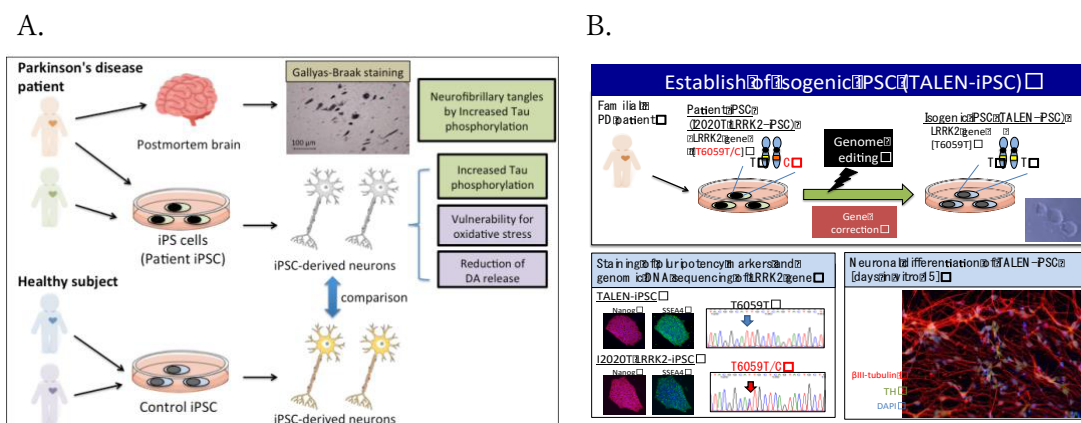 A.
Parkinson's disease
patient
Postmortem brain
Gallyas-Braak staining
100 μm
Neurofibrillary tangles
by Increased Tau
phosphorylation
iPS cells
(Patient iPSC)
iPSC-derived neurons
Increased Tau
phosphorylation
Vulnerability for
oxidative stress
Reduction of
DA release
comparison
Healthy subject
Control iPSC
iPSC-derived neurons
B.
Establish of Isogenic iPSC (TALEN-iPSC)
Familial
PD patient
Patient iPSC
(I2020T LRRK2-iPSC)
LRRK2 gene
[T6059T/C]
T
C
Genome
editing
Gene
correction
Isogenic iPSC (TALEN-iPSC)
LRRK2 gene
[T6059T]
T
T
Staining of pluripotency markers and
genomic DNA sequencing of LRRK2 gene
TALEN-iPSC
Nanog
SSEA4
T6059T
I2020T LRRK2-iPSC
Nanog
SSEA4
T6059T/C
Neuronal differentiation of TALEN-iPSC
[days in vitro 15]
βIII-tubulin
TH
DAPI